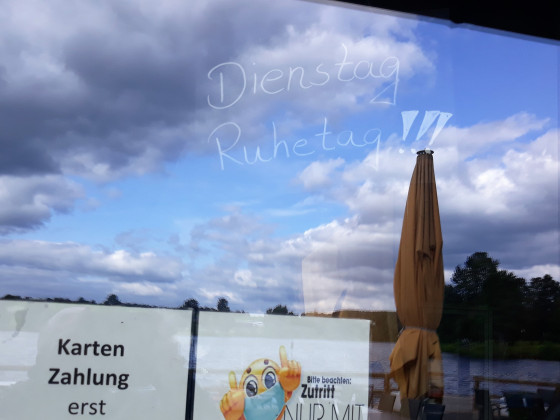 Dienstag
Ruhetag!!!
Karten
Zahlung
erst
Bitte beachten:
Zutritt
NUR MIT